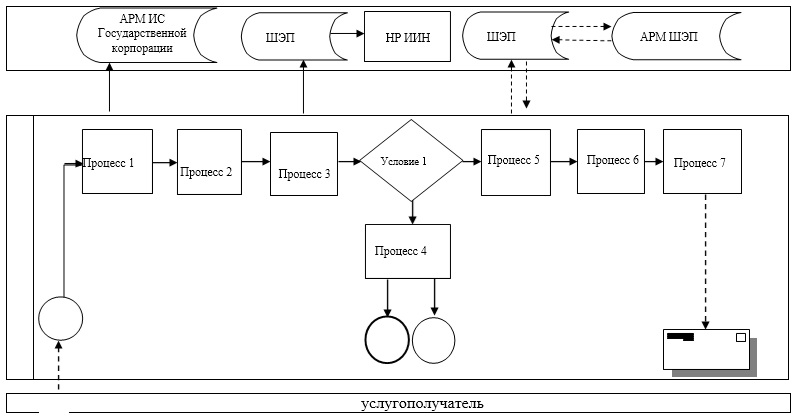 АРМ ИС
Государственной
корпорации
ШЭП
НР ИИН
ШЭП
АРМ ШЭП
Процесс 1
Процесс 2
Процесс 3
Условие 1
Процесс 5
Процесс 6
Процесс 7
Процесс 4
услугополучатель